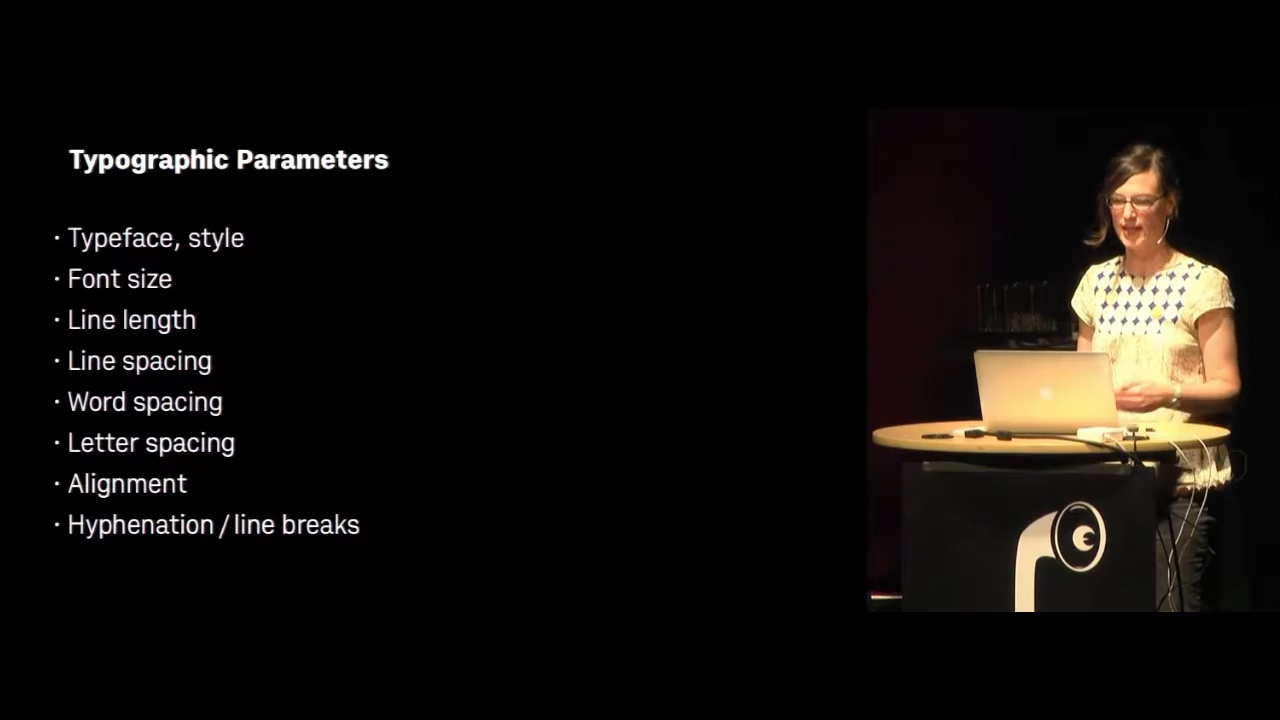 Typographic Parameters
· Typeface, style
· Font size
· Line length
· Line spacing
· Word spacing
· Letter spacing
· Alignment
· Hyphenation / line breaks